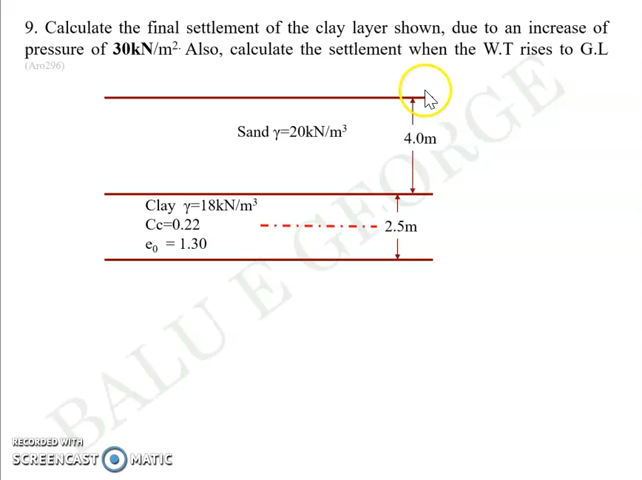 9. Calculate the final settlement of the clay layer shown, due to an increase of
pressure of 30kN/m². Also, calculate the settlement when the W.T rises to G.L
(Aro296)
Sand γ=20kN/m³
4.0m
Clay γ=18kN/m³
Cc=0.22
2.5m
e₀ = 1.30
BALU E GEORGE
RECORDED WITH
SCREENCAST MATIC